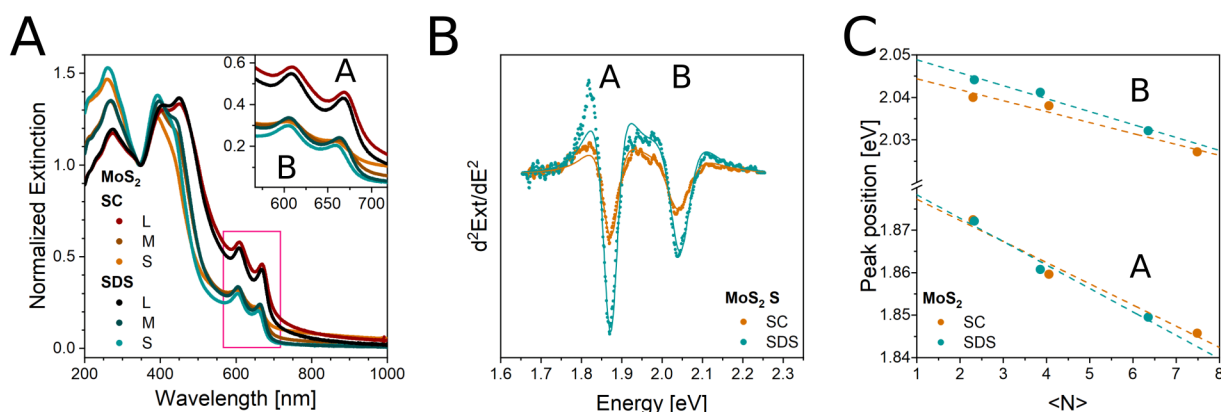 A
Normalized Extinction
1.5
1.0
0.5
0.0
200
400
600
800
1000
Wavelength [nm]
MoS2
SC
L
M
S
SDS
L
M
S
0.6
0.4
0.2
600
650
700
A
B
B
d2Ext/dE2
A
B
1.6
1.7
1.8
1.9
2.0
2.1
2.2
2.3
Energy [eV]
MoS2 S
SC
SDS
C
Peak position [eV]
2.05
2.04
2.03
1.87
1.86
1.85
1.84
B
A
MoS2
SC
SDS
1
2
3
4
5
6
7
8
<N>